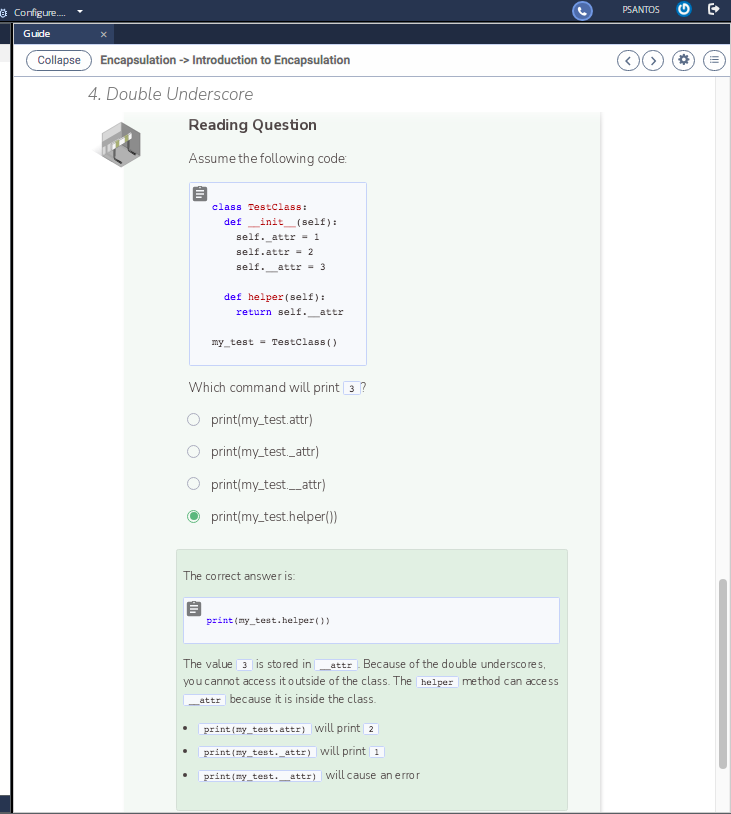 Configure....
PSANTOS
Guide
x
Collapse
Encapsulation -> Introduction to Encapsulation
4. Double Underscore
Reading Question
Assume the following code:
class TestClass:
def __init__(self):
self._attr = 1
self.attr = 2
self.__attr = 3
def helper(self):
return self.__attr
my_test = TestClass()
Which command will print 3 ?
print(my_test.attr)
print(my_test._attr)
print(my_test.__attr)
print(my_test.helper())
The correct answer is:
print(my_test.helper())
The value 3 is stored in __attr . Because of the double underscores,
you cannot access it outside of the class. The helper method can access
__attr because it is inside the class.
• print(my_test.attr) will print 2
• print(my_test._attr) will print 1
• print(my_test.__attr) will cause an error